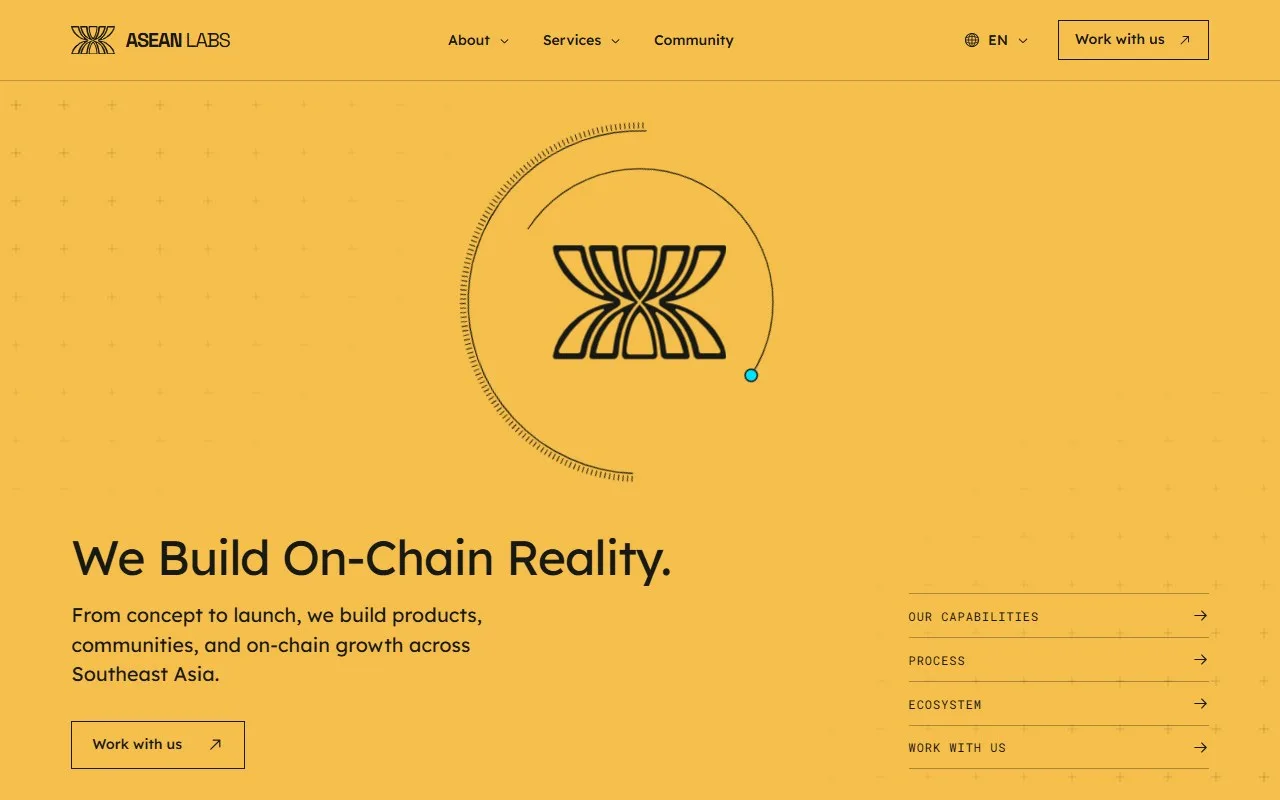 ASEAN LABS
About
Services
Community
EN
Work with us
We Build On-Chain Reality.
From concept to launch, we build products,
communities, and on-chain growth across
Southeast Asia.
Work with us
OUR CAPABILITIES
PROCESS
ECOSYSTEM
WORK WITH US